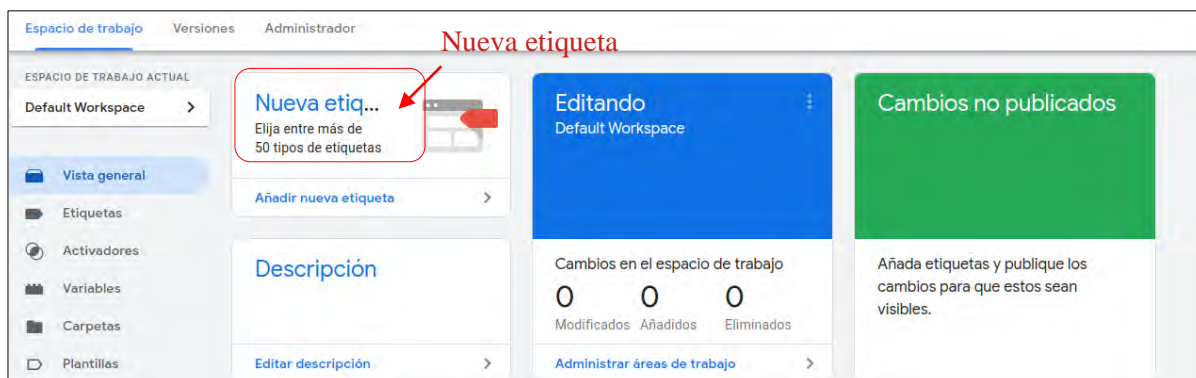 Espacio de trabajo Versiones Administrador
Nueva etiqueta
ESPACIO DE TRABAJO ACTUAL
Default Workspace
Vista general
Etiquetas
Activadores
Variables
Carpetas
Plantillas
Nueva etiq...
Elija entre más de
50 tipos de etiquetas
Añadir nueva etiqueta
Descripción
Editar descripción
Editando
Default Workspace
Cambios en el espacio de trabajo
0 0 0
Modificados Añadidos Eliminados
Administrar áreas de trabajo
Cambios no publicados
Añada etiquetas y publique los
cambios para que estos sean
visibles.